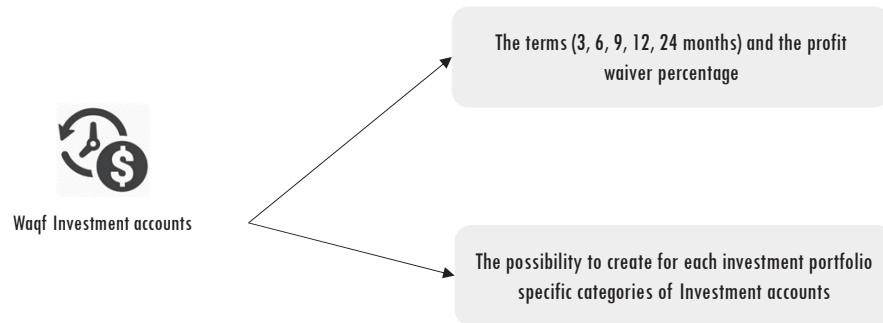 The terms (3, 6, 9, 12, 24 months) and the profit
waiver percentage
$
Waqf Investment accounts
The possibility to create for each investment portfolio
specific categories of Investment accounts